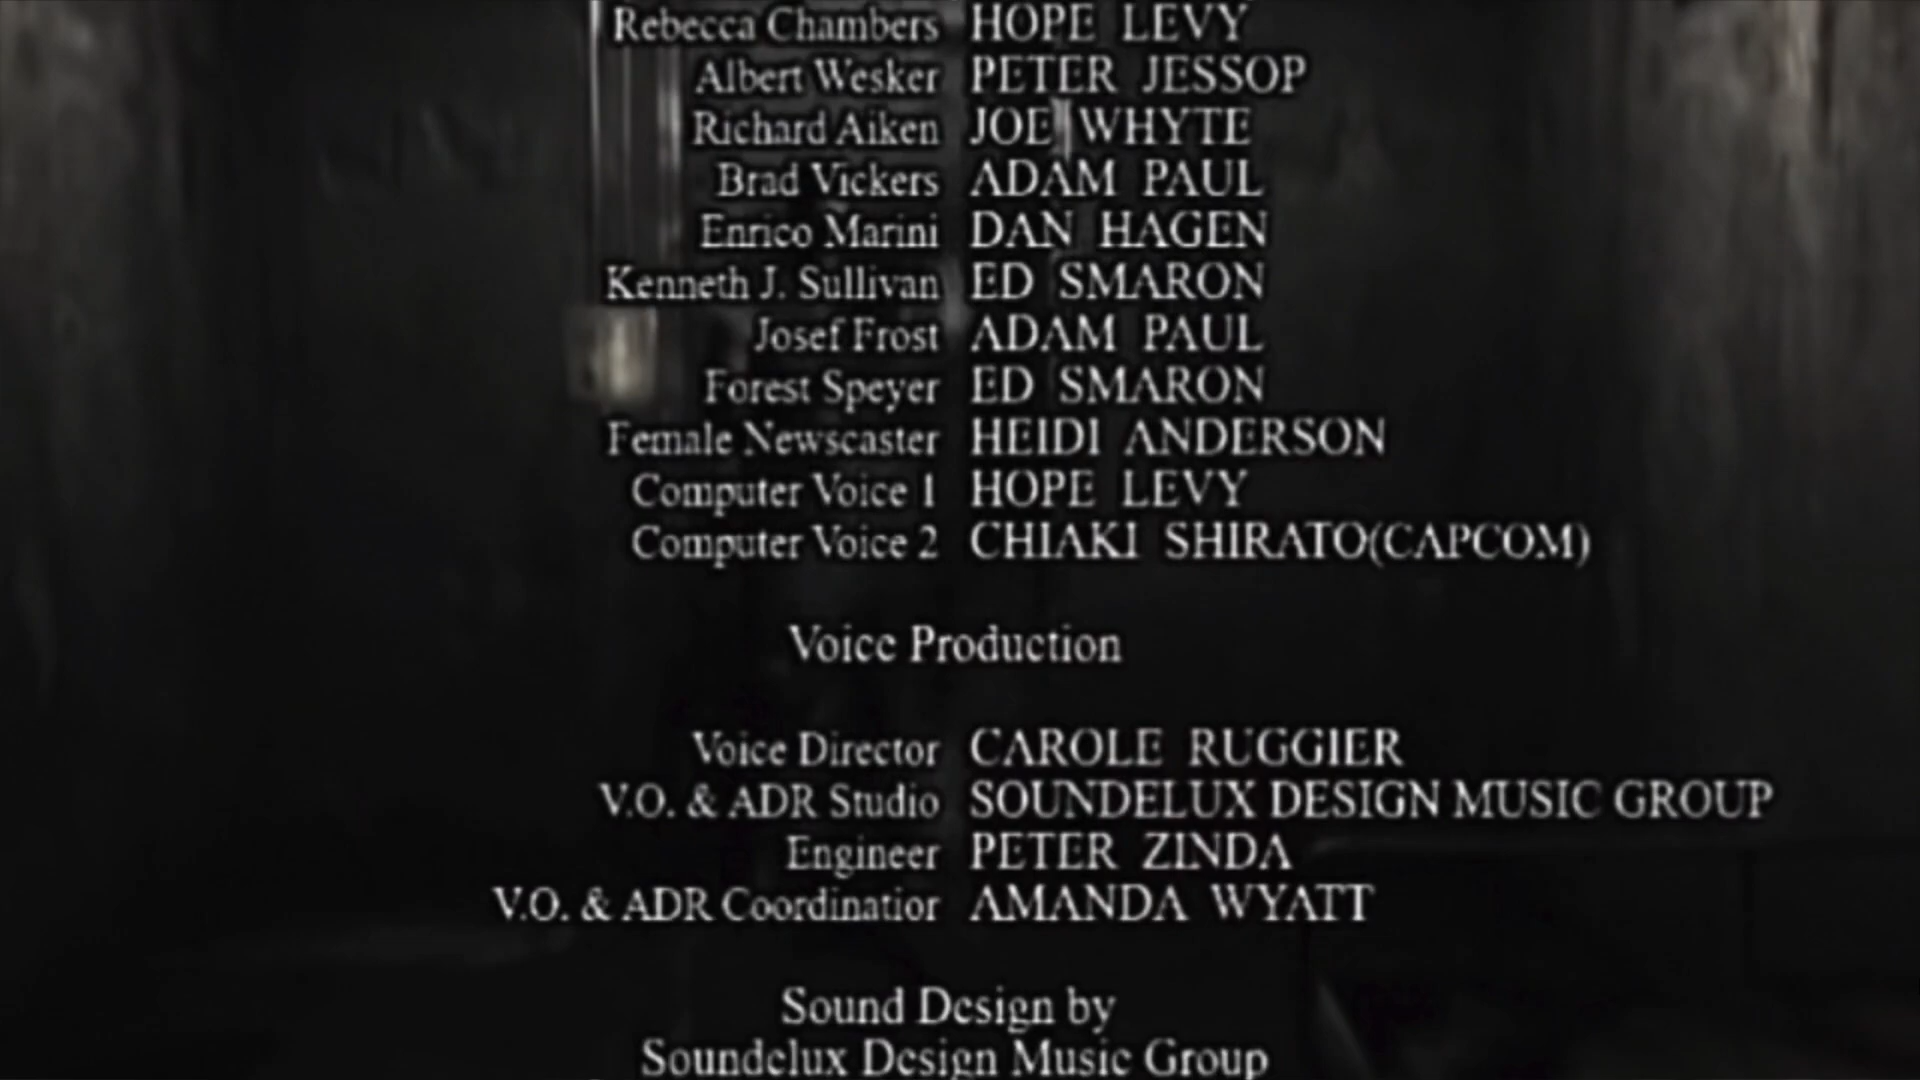 Rebecca Chambers HOPE LEVY
Albert Wesker PETER JESSOP
Richard Aiken JOE WHYTE
Brad Vickers ADAM PAUL
Enrico Marini DAN HAGEN
Kenneth J. Sullivan ED SMARON
Josef Frost ADAM PAUL
Forest Speyer ED SMARON
Female Newscaster HEIDI ANDERSON
Computer Voice 1 HOPE LEVY
Computer Voice 2 CHIAKI SHIRATO(CAPCOM)
Voice Production
Voice Director CAROLE RUGGIER
V.O. & ADR Studio SOUNDELUX DESIGN MUSIC GROUP
Engineer PETER ZINDA
V.O. & ADR Coordinatior AMANDA WYATT
Sound Design by
Soundelux Design Music Group